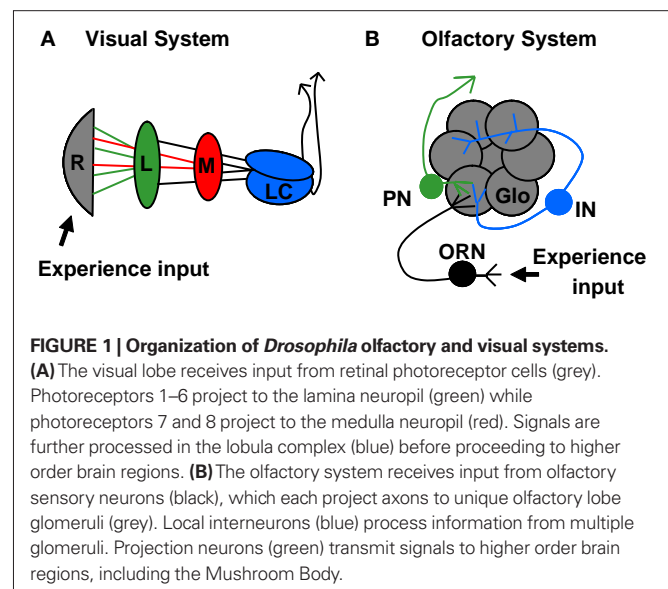 A Visual System
B Olfactory System
R
L
M
LC
Experience input
PN
Glo
IN
ORN
Experience
input
FIGURE 1 | Organization of Drosophila olfactory and visual systems.
(A) The visual lobe receives input from retinal photoreceptor cells (grey).
Photoreceptors 1–6 project to the lamina neuropil (green) while
photoreceptors 7 and 8 project to the medulla neuropil (red). Signals are
further processed in the lobula complex (blue) before proceeding to higher
order brain regions. (B) The olfactory system receives input from olfactory
sensory neurons (black), which each project axons to unique olfactory lobe
glomeruli (grey). Local interneurons (blue) process information from multiple
glomeruli. Projection neurons (green) transmit signals to higher order brain
regions, including the Mushroom Body.